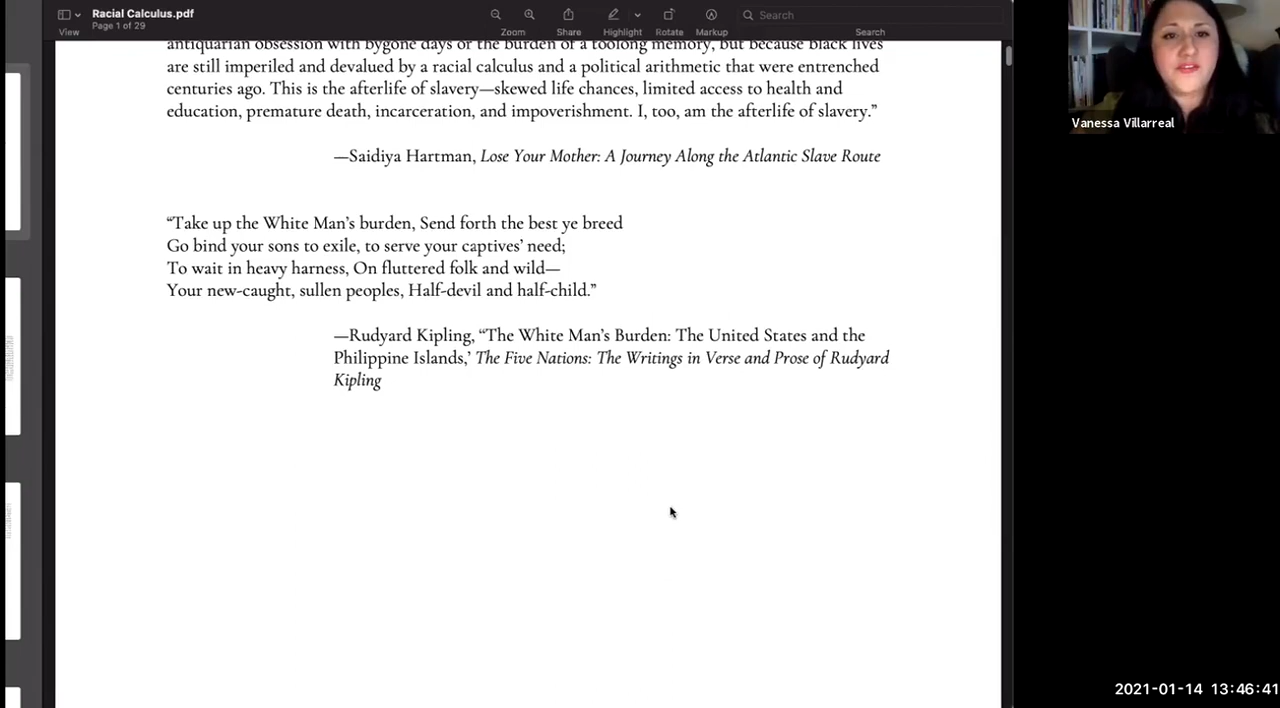 Racial Calculus.pdf
Page 1 of 29
View
Zoom
Share
Highlight
Rotate
Markup
Search
Search
antiquarian obsession with bygone days or the burden of a toolong memory, but because black lives
are still imperiled and devalued by a racial calculus and a political arithmetic that were entrenched
centuries ago. This is the afterlife of slavery—skewed life chances, limited access to health and
education, premature death, incarceration, and impoverishment. I, too, am the afterlife of slavery.”
—Saidiya Hartman, Lose Your Mother: A Journey Along the Atlantic Slave Route
“Take up the White Man’s burden, Send forth the best ye breed
Go bind your sons to exile, to serve your captives’ need;
To wait in heavy harness, On fluttered folk and wild—
Your new-caught, sullen peoples, Half-devil and half-child.”
—Rudyard Kipling, “The White Man’s Burden: The United States and the
Philippine Islands,’ The Five Nations: The Writings in Verse and Prose of Rudyard
Kipling
Vanessa Villarreal
2021-01-14 13:46:41